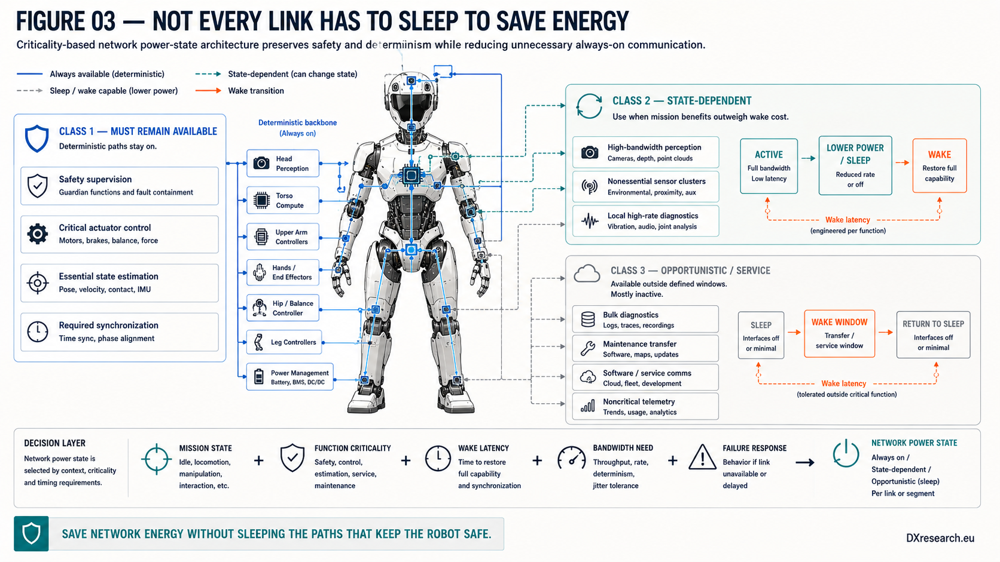 FIGURE 03 — NOT EVERY LINK HAS TO SLEEP TO SAVE ENERGY
Criticality-based network power-state architecture preserves safety and determinism while reducing unnecessary always-on communication.
Always available (deterministic)
State-dependent (can change state)
Sleep / wake capable (lower power)
Wake transition
CLASS 1 — MUST REMAIN AVAILABLE
Deterministic paths stay on.
Safety supervision
Guardian functions and fault containment
Critical actuator control
Motors, brakes, balance, force
Essential state estimation
Pose, velocity, contact, IMU
Required synchronization
Time sync, phase alignment
Deterministic backbone
(Always on)
Head
Perception
Torso
Compute
Upper Arm
Controllers
Hands /
End Effectors
Hip / Balance
Controller
Leg Controllers
Power Management
Battery, BMS, DC/DC
CLASS 2 — STATE-DEPENDENT
Use when mission benefits outweigh wake cost.
High-bandwidth perception
Cameras, depth, point clouds
Nonessential sensor clusters
Environmental, proximity, aux
Local high-rate diagnostics
Vibration, audio, joint analysis
ACTIVE
Full bandwidth
Low latency
LOWER POWER
/ SLEEP
Reduced rate
or off
WAKE
Restore full
capability
Wake latency
(engineered per function)
CLASS 3 — OPPORTUNISTIC / SERVICE
Available outside defined windows.
Mostly inactive.
Bulk diagnostics
Logs, traces, recordings
Maintenance transfer
Software, maps, updates
Software / service comms
Cloud, fleet, development
Noncritical telemetry
Trends, usage, analytics
SLEEP
Interfaces off
or minimal
WAKE WINDOW
Transfer /
service window
RETURN TO SLEEP
Interfaces off
or minimal
Wake latency
(tolerated outside critical function)
DECISION LAYER
Network power state is
selected by context, criticality
and timing requirements.
MISSION STATE
Idle, locomotion,
manipulation,
interaction, etc.
+
FUNCTION CRITICALITY
Safety, control,
estimation, service,
maintenance
+
WAKE LATENCY
Time to restore
full capability
and synchronization
+
BANDWIDTH NEED
Throughput, rate,
determinism,
jitter tolerance
+
FAILURE RESPONSE
Behavior if link
unavailable or
delayed
NETWORK POWER STATE
Always on /
State-dependent /
Opportunistic (sleep)
Per link or segment
SAVE NETWORK ENERGY WITHOUT SLEEPING THE PATHS THAT KEEP THE ROBOT SAFE.
DXresearch.eu